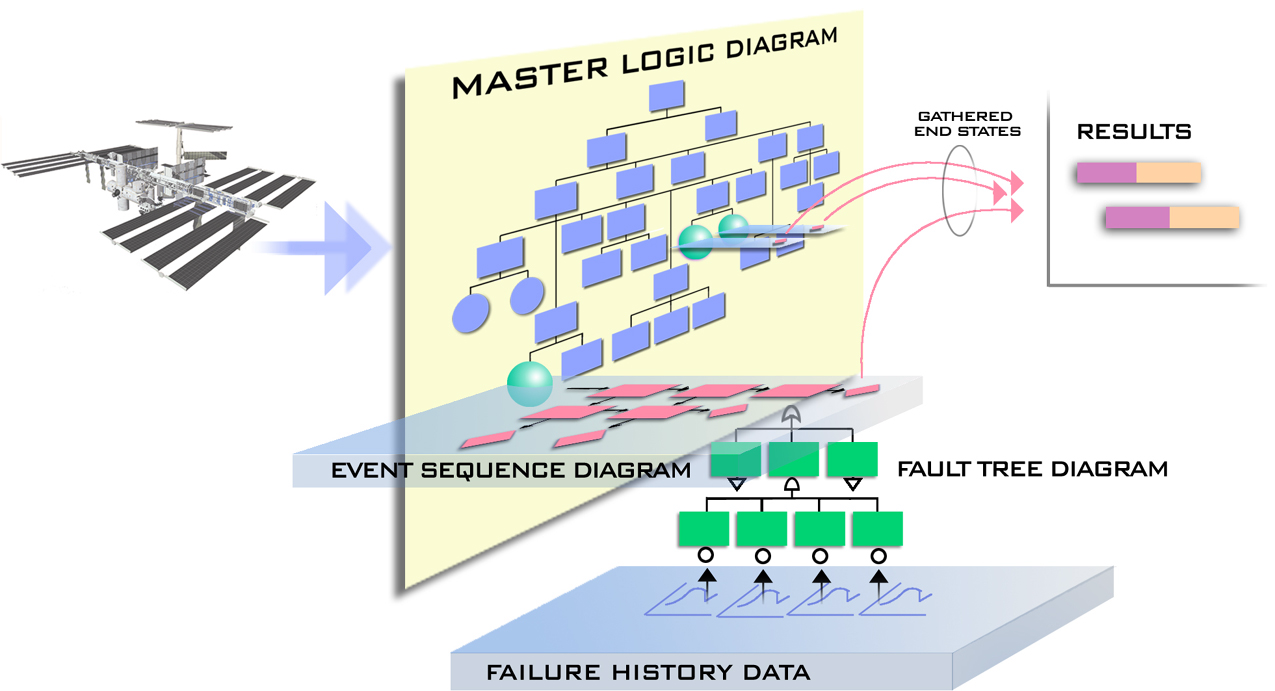 MASTER LOGIC DIAGRAM
GATHERED
END STATES
RESULTS
EVENT SEQUENCE DIAGRAM
FAULT TREE DIAGRAM
FAILURE HISTORY DATA